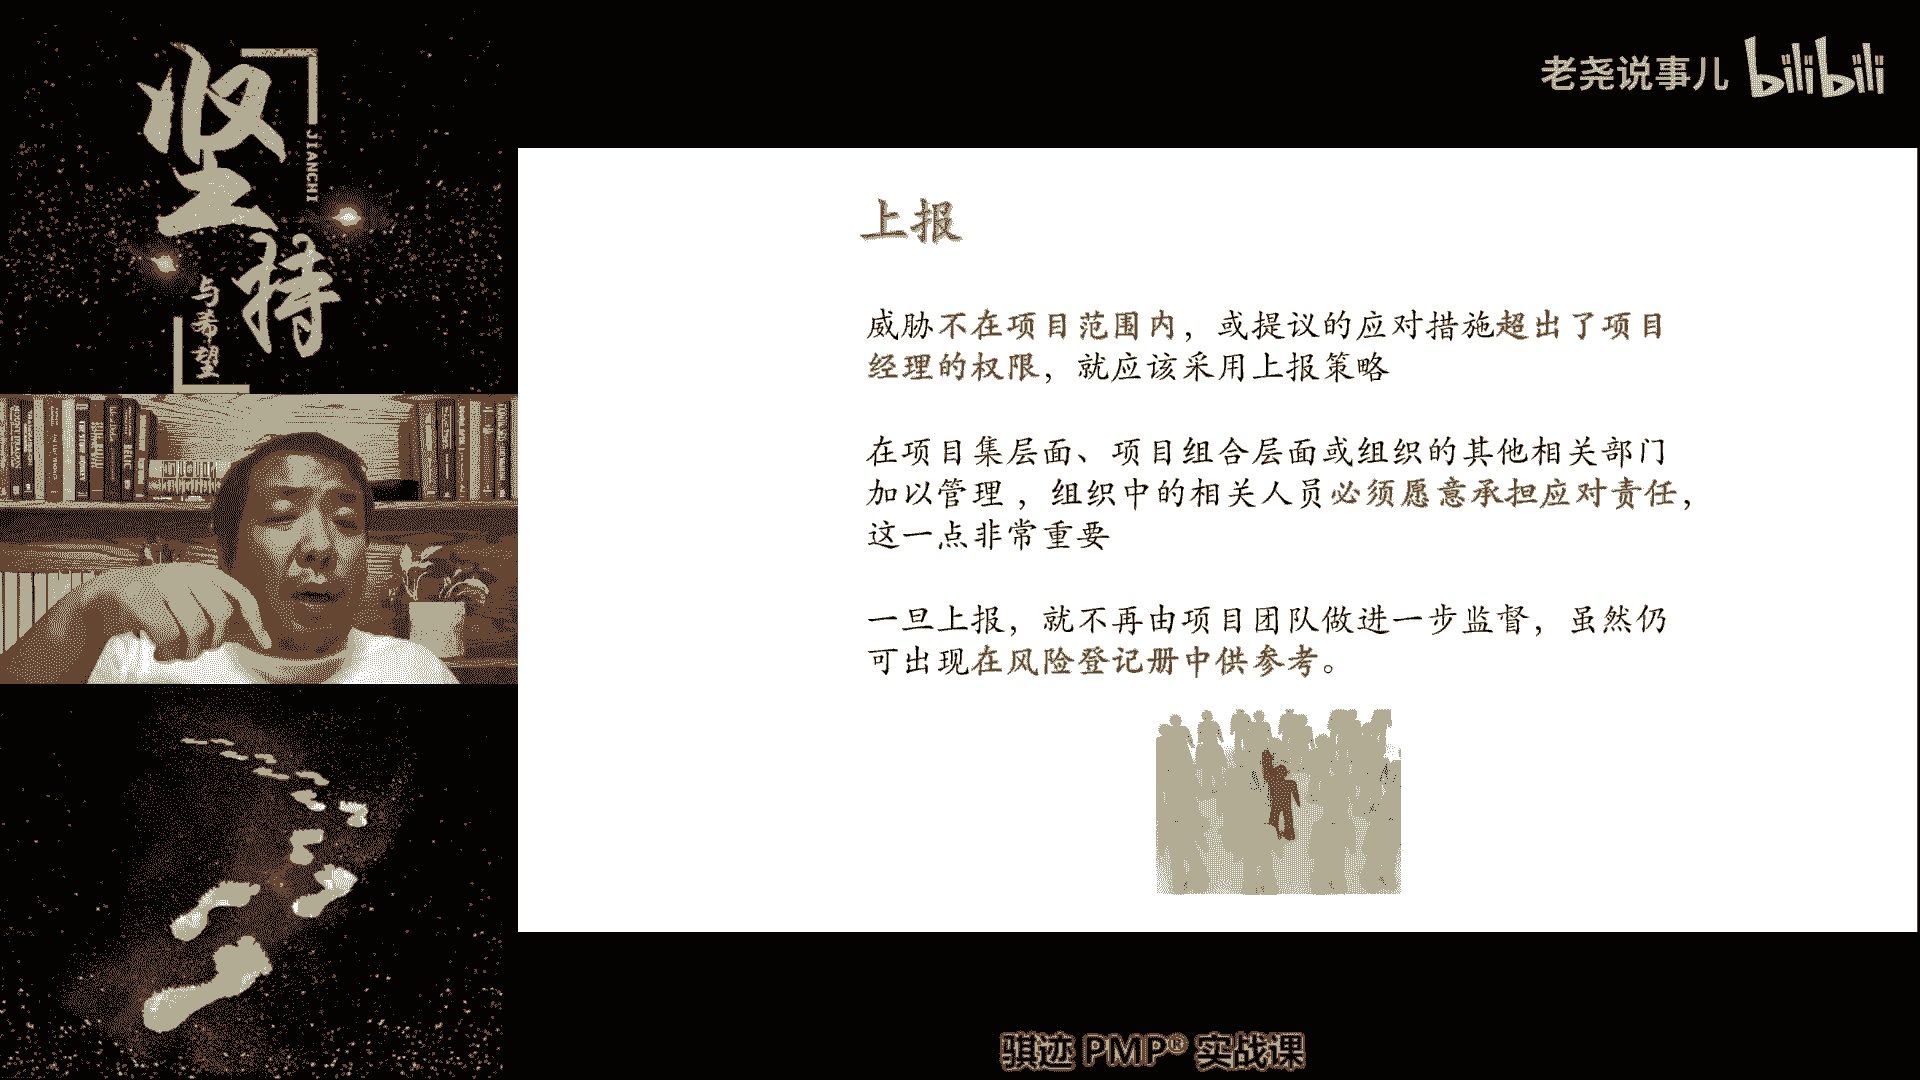 坚持
JIANCHI
与希望
老尧说事儿 bilibili
上报
威胁不在项目范围内，或提议的应对措施超出了项目
经理的权限，就应该采用上报策略
在项目集层面、项目组合层面或组织的其他相关部门
加以管理，组织中的相关人员必须愿意承担应对责任，
这一点非常重要
一旦上报，就不再由项目团队做进一步监督，虽然仍
可出现在风险登记册中供参考。
骐迹 PMP® 实战课